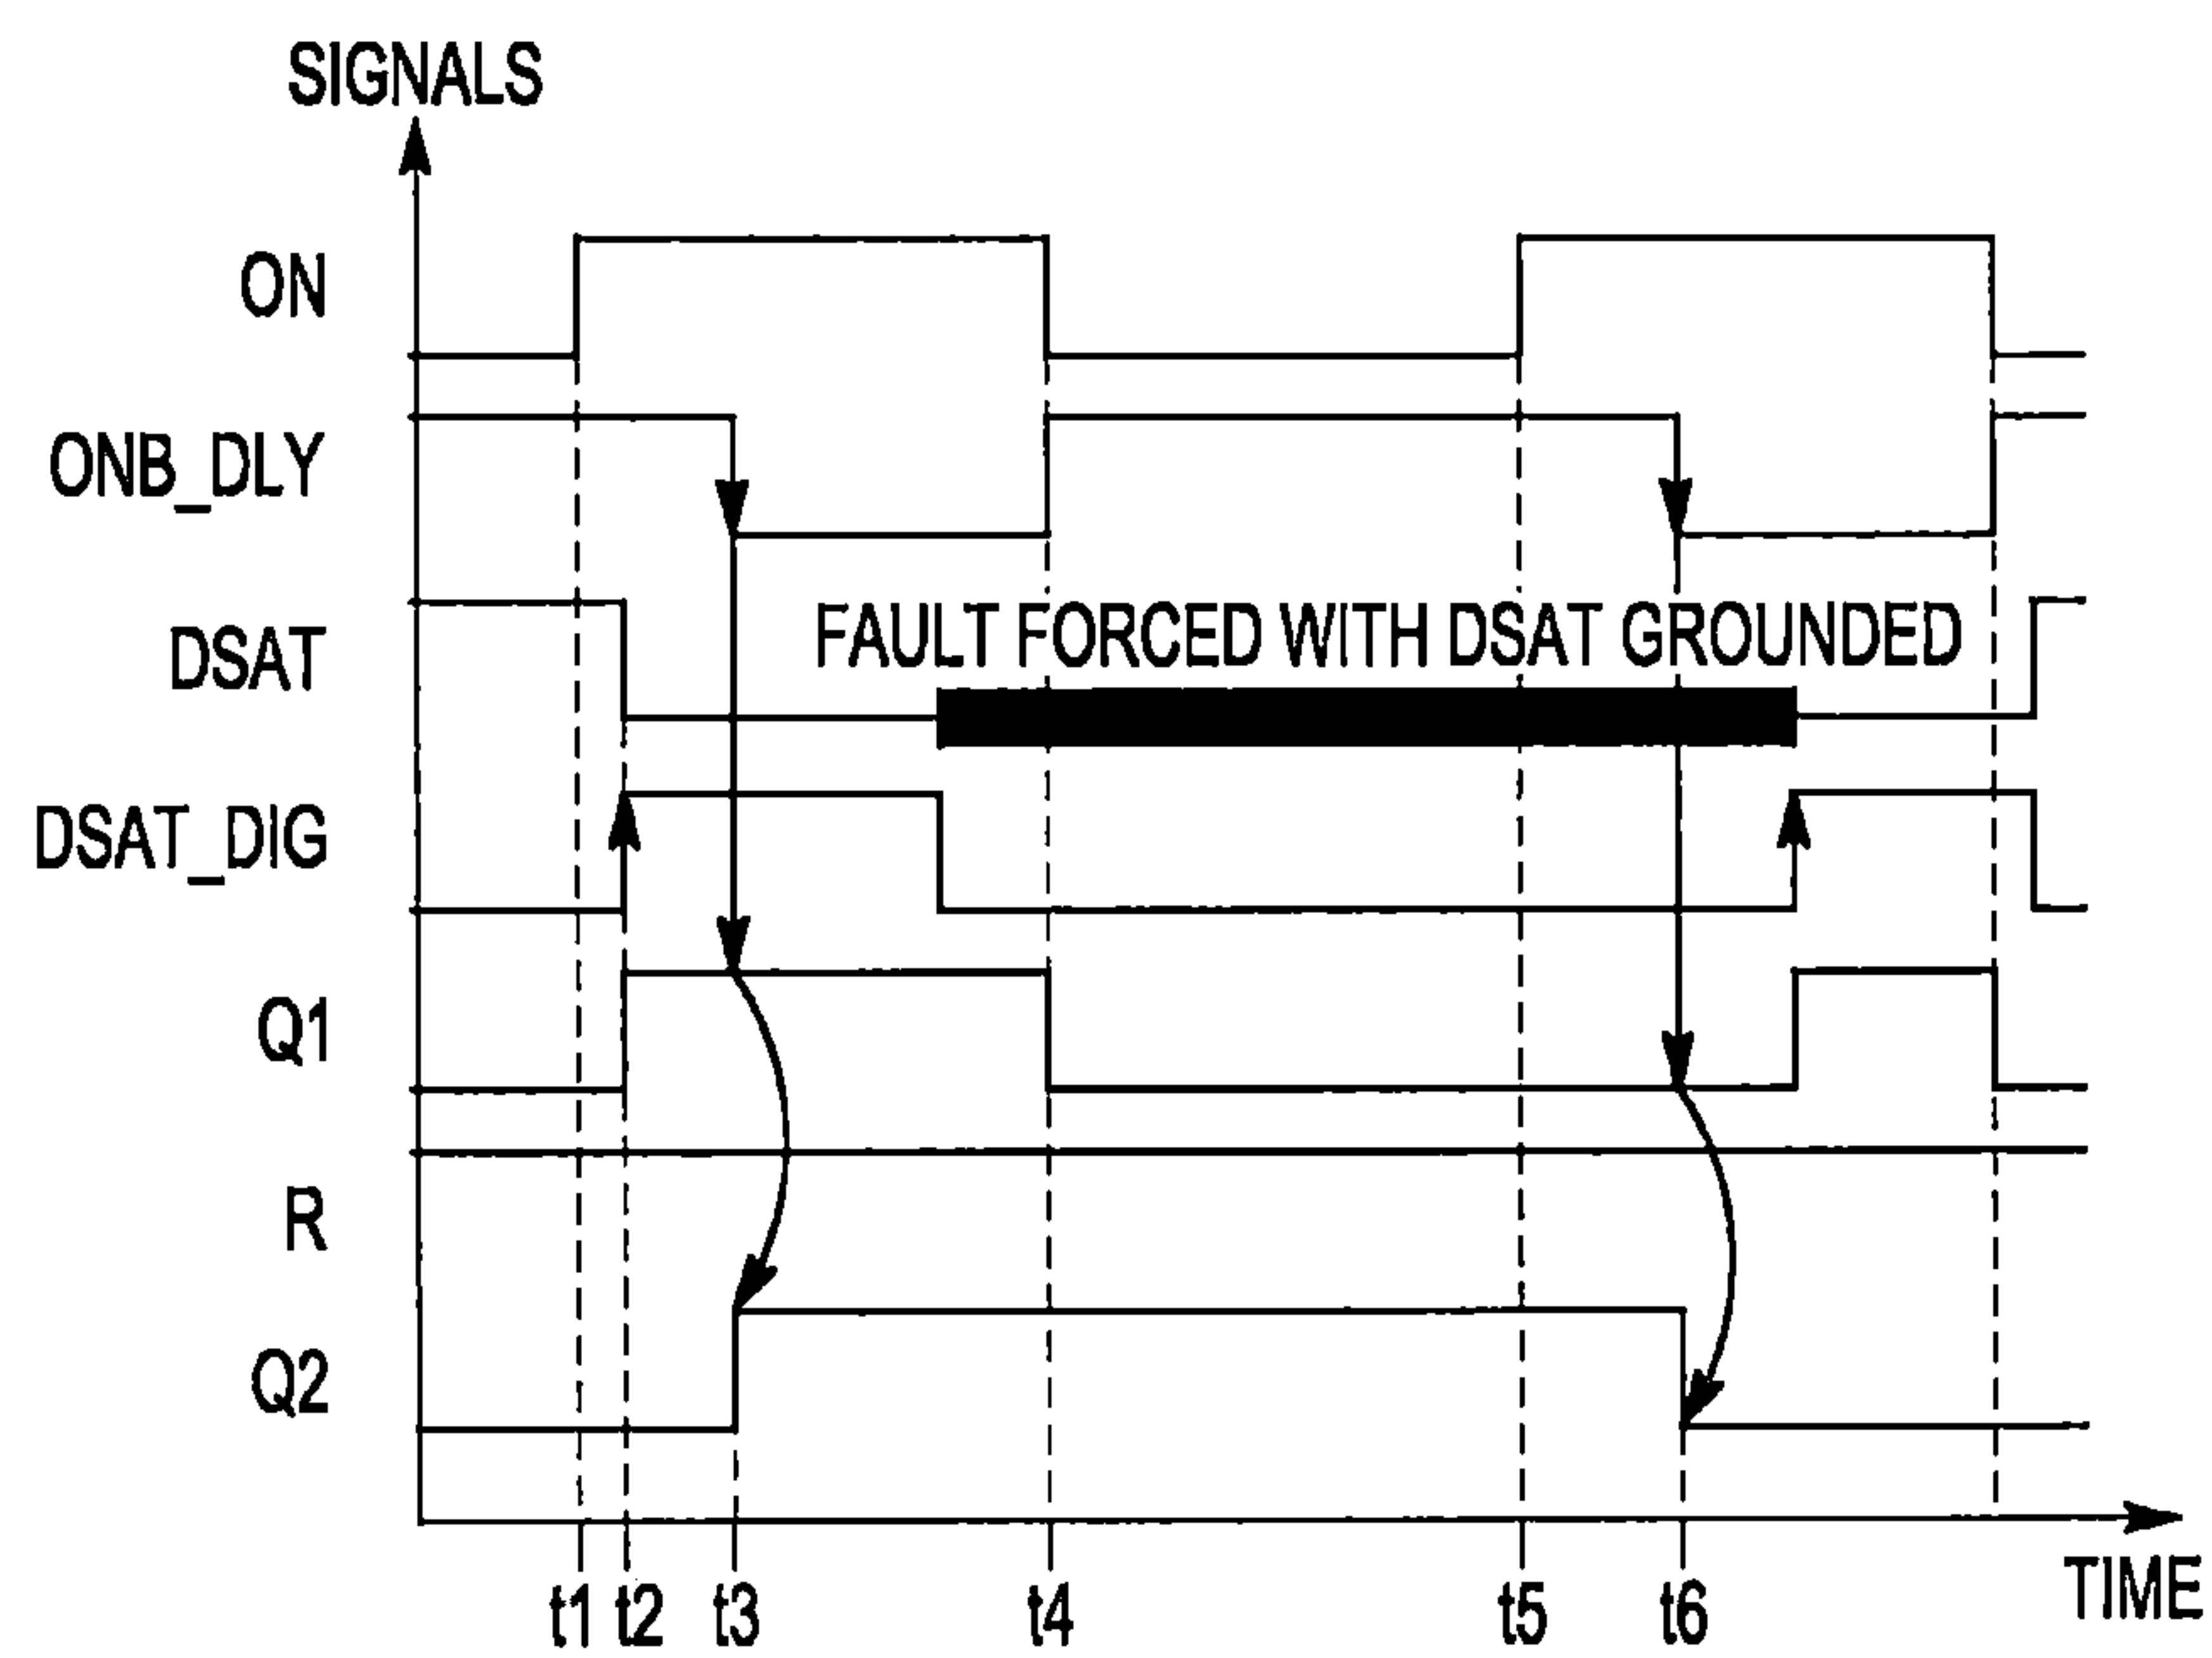 SIGNALS
ON
ONB_DLY
DSAT
FAULT FORCED WITH DSAT GROUNDED
DSAT_DIG
Q1
R
Q2
t1 t2 t3 t4 t5 t6
TIME